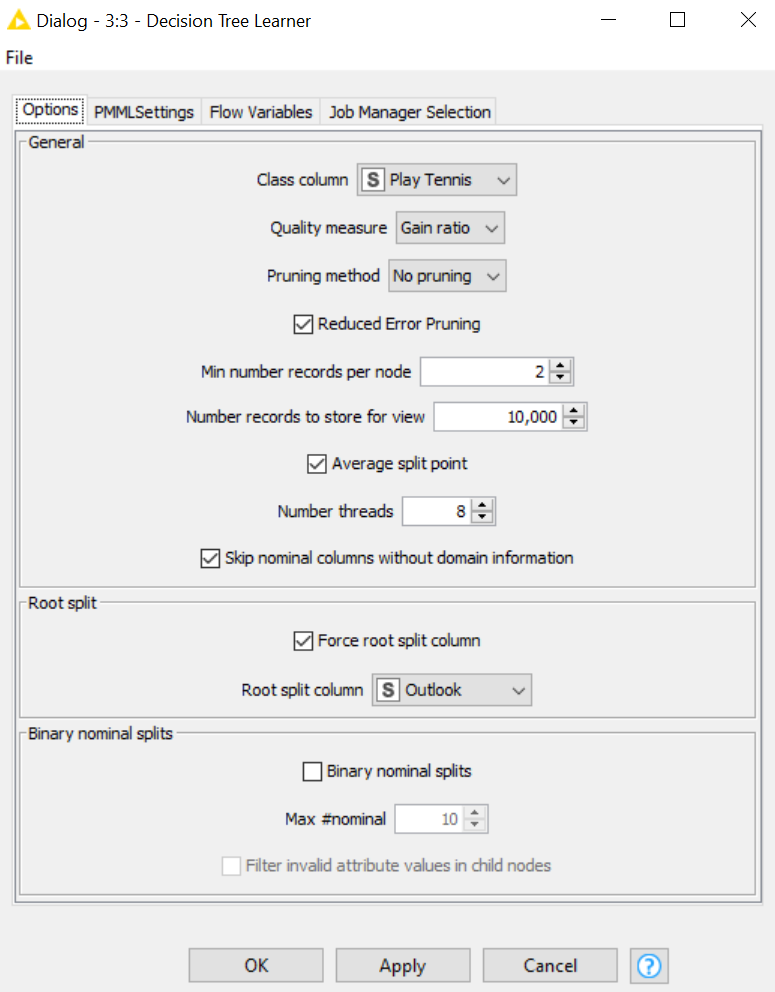 Dialog - 3:3 - Decision Tree Learner
File
Options PMMLSettings Flow Variables Job Manager Selection
General
Class column S Play Tennis
Quality measure Gain ratio
Pruning method No pruning
Reduced Error Pruning
Min number records per node 2
Number records to store for view 10,000
Average split point
Number threads 8
Skip nominal columns without domain information
Root split
Force root split column
Root split column S Outlook
Binary nominal splits
Binary nominal splits
Max #nominal 10
Filter invalid attribute values in child nodes
OK Apply Cancel ?